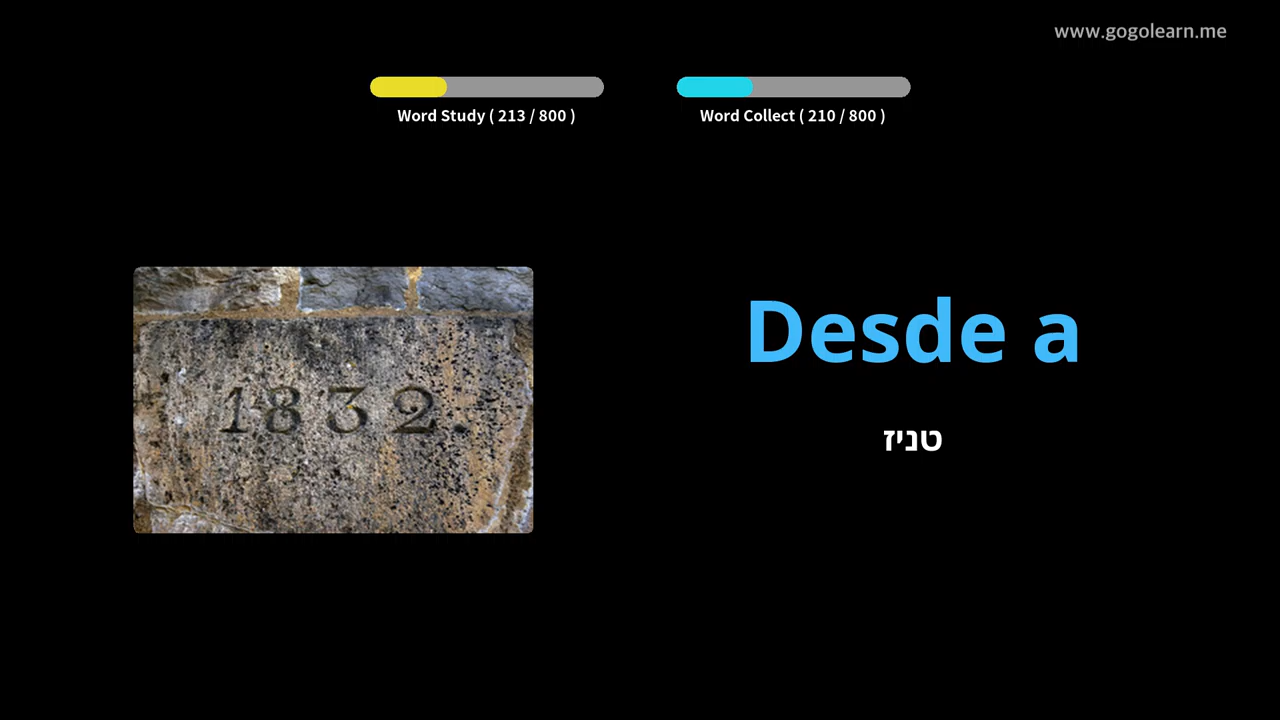 www.gogolearn.me
Word Study ( 213 / 800 )
Word Collect ( 210 / 800 )
1832.
Desde a
טניז